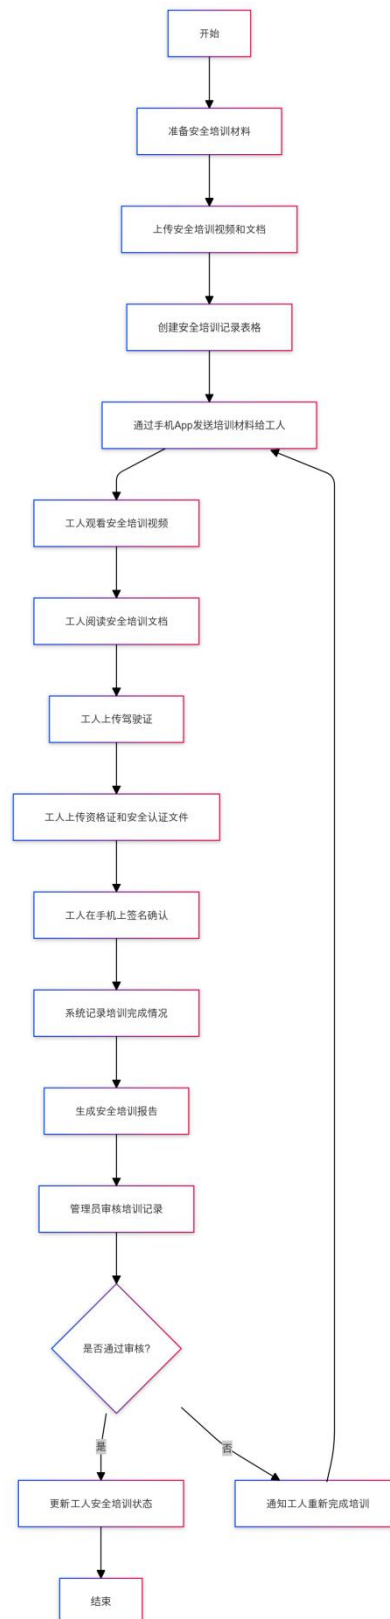 开始
准备安全培训材料
上传安全培训视频和文档
创建安全培训记录表格
通过手机App发送培训材料给工人
工人观看安全培训视频
工人阅读安全培训文档
工人上传驾驶证
工人上传资格证和安全认证文件
工人在手机上签名确认
系统记录培训完成情况
生成安全培训报告
管理员审核培训记录
是否通过审核?
是
否
更新工人安全培训状态
通知工人重新完成培训
结束